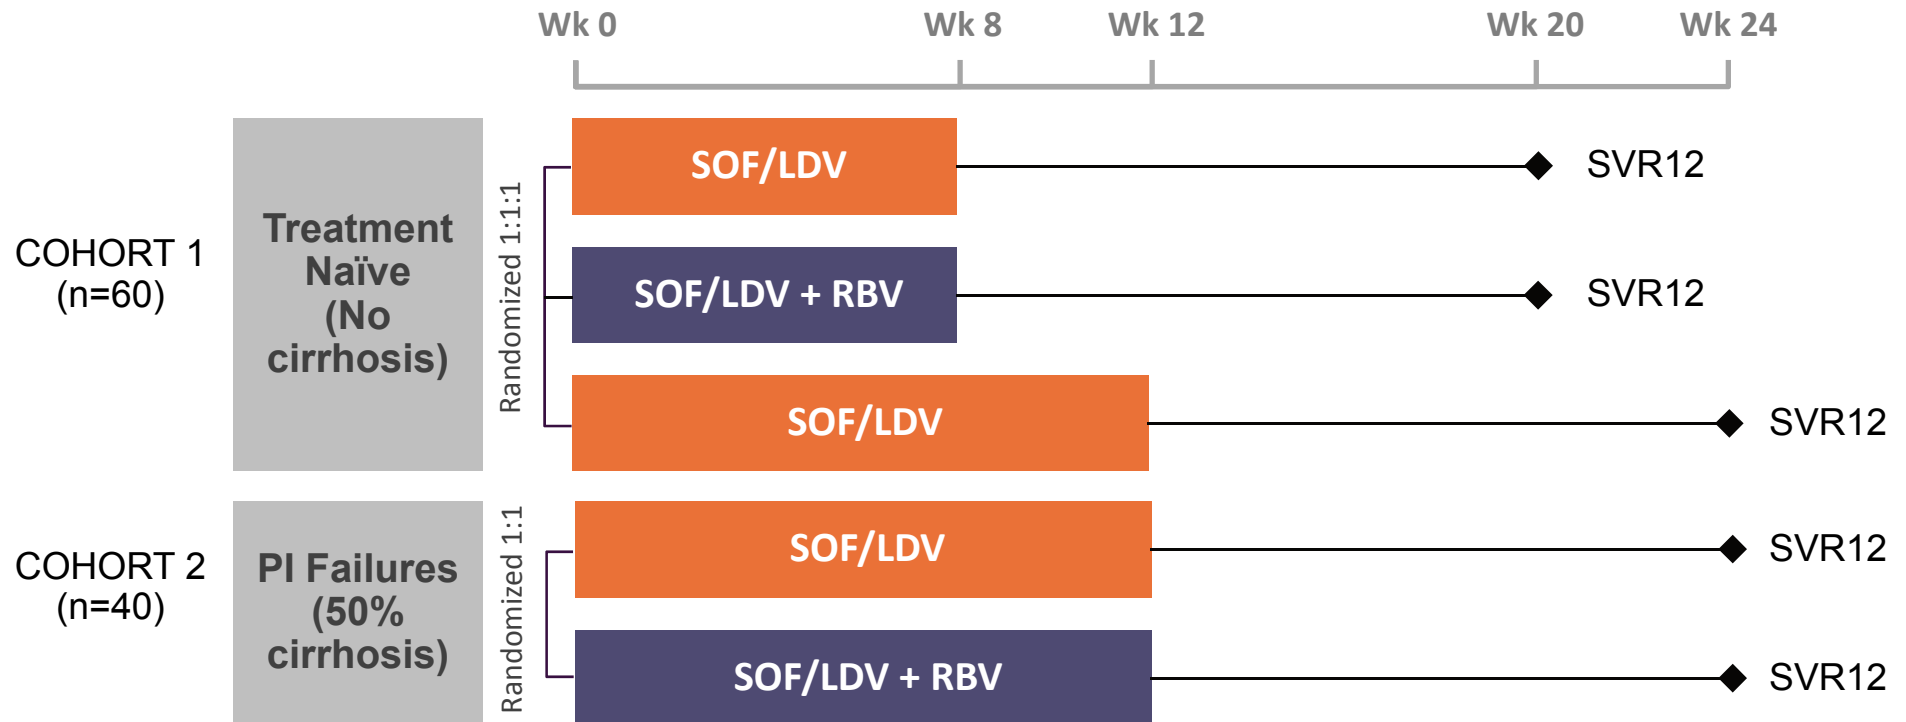 Wk 0 Wk 8 Wk 12 Wk 20 Wk 24
COHORT 1
(n=60)
Treatment
Naïve
(No
cirrhosis)
Randomized 1:1:1
SOF/LDV
SVR12
SOF/LDV + RBV
SVR12
SOF/LDV
SVR12
COHORT 2
(n=40)
PI Failures
(50%
cirrhosis)
Randomized 1:1
SOF/LDV
SVR12
SOF/LDV + RBV
SVR12